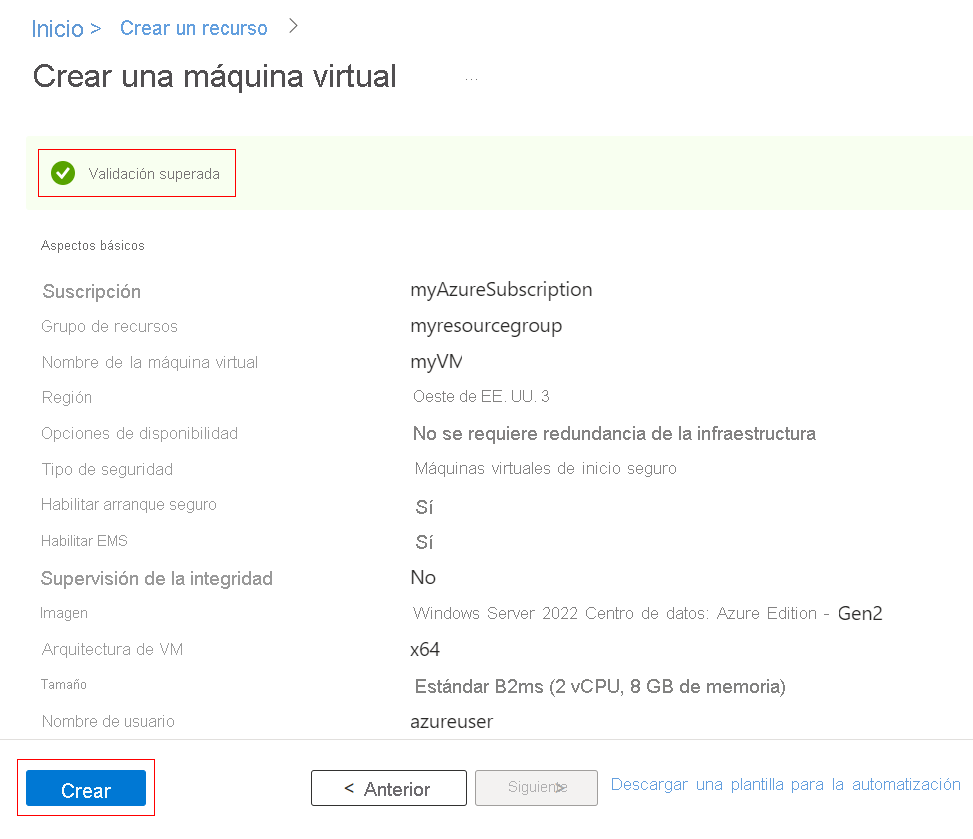 Inicio > Crear un recurso >
Crear una máquina virtual ...
Validación superada
Aspectos básicos
Suscripción myAzureSubscription
Grupo de recursos myresourcegroup
Nombre de la máquina virtual myVM
Región Oeste de EE. UU. 3
Opciones de disponibilidad No se requiere redundancia de la infraestructura
Tipo de seguridad Máquinas virtuales de inicio seguro
Habilitar arranque seguro Sí
Habilitar EMS Sí
Supervisión de la integridad No
Imagen Windows Server 2022 Centro de datos: Azure Edition - Gen2
Arquitectura de VM x64
Tamaño Estándar B2ms (2 vCPU, 8 GB de memoria)
Nombre de usuario azureuser
Crear < Anterior Siguiente > Descargar una plantilla para la automatización